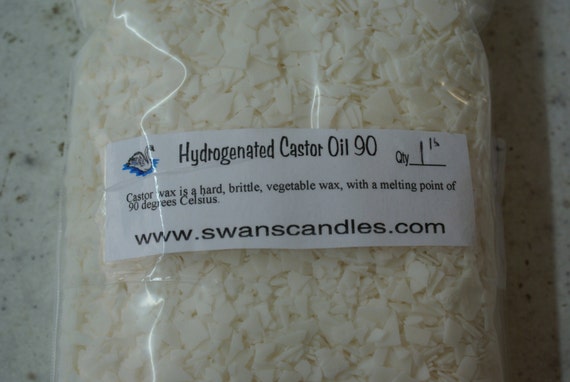 Hydrogenated Castor Oil 90 Qty 1 lb
Castor wax is a hard, brittle, vegetable wax, with a melting point of
90 degrees Celsius.
www.swanscandles.com